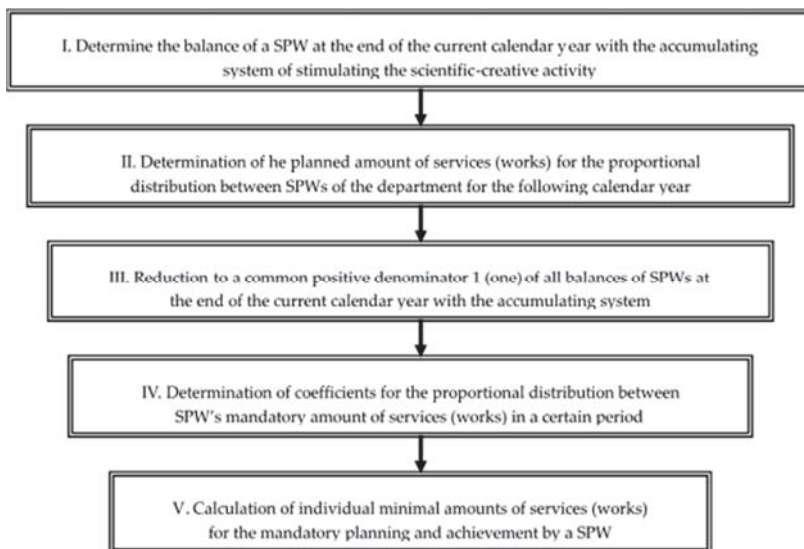 I. Determine the balance of a SPW at the end of the current calendar year with the accumulating
system of stimulating the scientific-creative activity
II. Determination of he planned amount of services (works) for the proportional
distribution between SPWs of the department for the following calendar year
III. Reduction to a common positive denominator 1 (one) of all balances of SPWs at
the end of the current calendar year with the accumulating system
IV. Determination of coefficients for the proportional distribution between
SPW's mandatory amount of services (works) in a certain period
V. Calculation of individual minimal amounts of services (works)
for the mandatory planning and achievement by a SPW